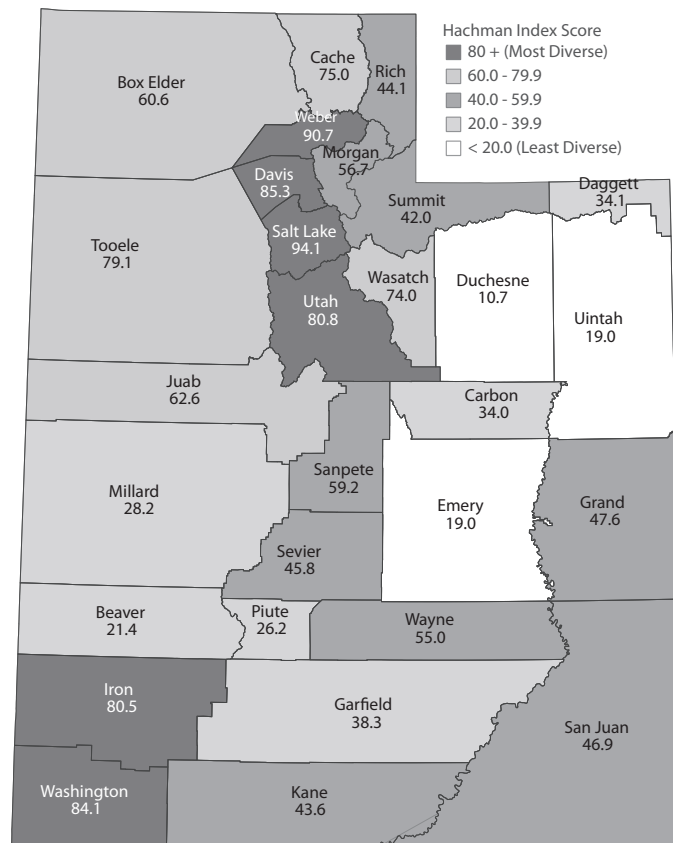 Hachman Index Score
80 + (Most Diverse)
60.0 - 79.9
40.0 - 59.9
20.0 - 39.9
< 20.0 (Least Diverse)
Box Elder
60.6
Cache
75.0
Rich
44.1
Weber
90.7
Morgan
56.7
Davis
85.3
Summit
42.0
Daggett
34.1
Tooele
79.1
Salt Lake
94.1
Wasatch
74.0
Duchesne
10.7
Uintah
19.0
Utah
80.8
Juab
62.6
Carbon
34.0
Sanpete
59.2
Millard
28.2
Emery
19.0
Grand
47.6
Sevier
45.8
Beaver
21.4
Piute
26.2
Wayne
55.0
Iron
80.5
Garfield
38.3
San Juan
46.9
Washington
84.1
Kane
43.6